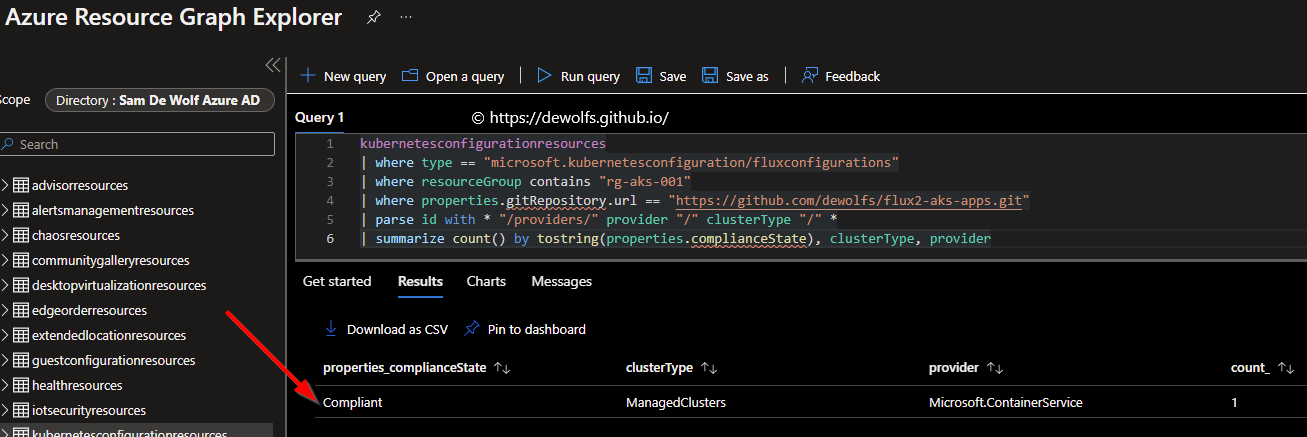 Azure Resource Graph Explorer
Directory : Sam De Wolf Azure AD
Search
advisorresources
alertsmanagementresources
chaosresources
communitygalleryresources
desktopvirtualizationresources
edgeorderresources
extendedlocationresources
guestconfigurationresources
healthresources
iotsecurityresources
kubernetesconfigurationresources
New query
Open a query
Run query
Save
Save as
Feedback
Query 1
© https://dewolfs.github.io/
1 kubernetesconfigurationresources
2 | where type == "microsoft.kubernetesconfiguration/fluxconfigurations"
3 | where resourceGroup contains "rg-aks-001"
4 | where properties.gitRepository.url == "https://github.com/dewolfs/flux2-aks-apps.git"
5 | parse id with * "/providers/" provider "/" clusterType "/" *
6 | summarize count() by tostring(properties.complianceState), clusterType, provider
Get started Results Charts Messages
Download as CSV Pin to dashboard
properties_complianceState clusterType provider count_
Compliant ManagedClusters Microsoft.ContainerService 1